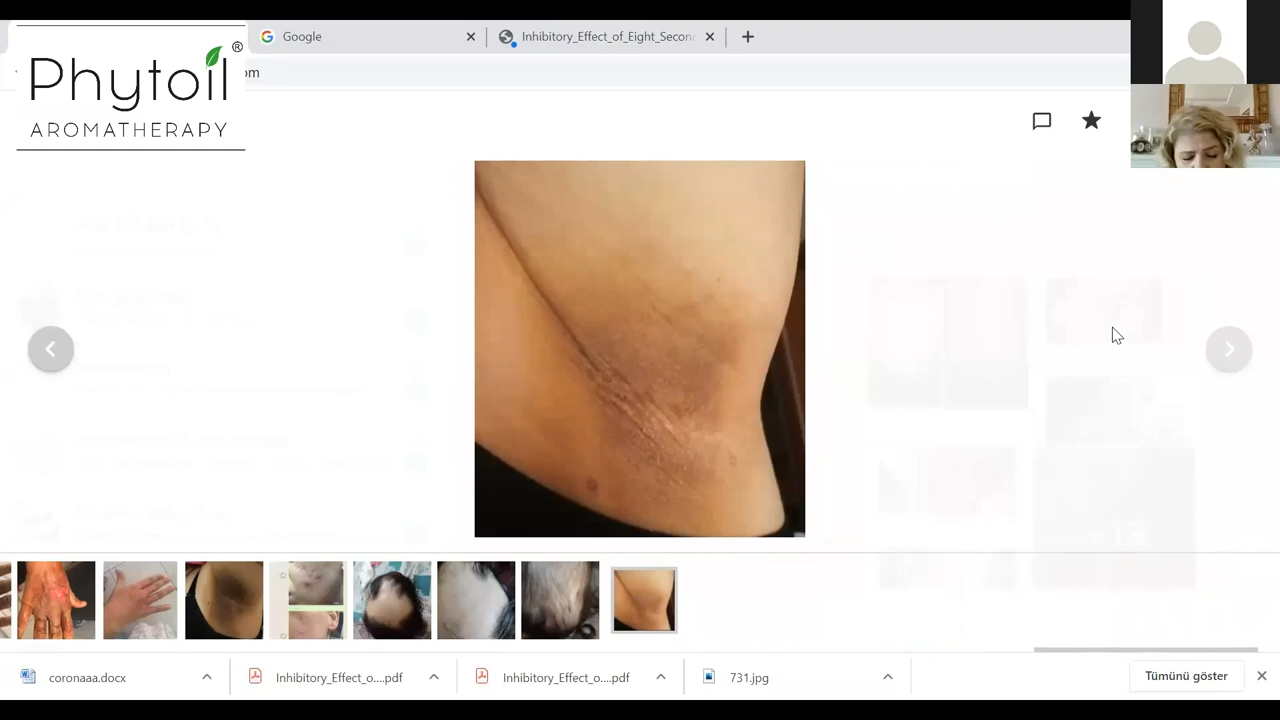 Google
Inhibitory_Effect_of_Eight_Secon
Phytoil®
AROMATHERAPY
om
coronaaa.docx
Inhibitory_Effect_o....pdf
Inhibitory_Effect_o....pdf
731.jpg
Tümünü göster